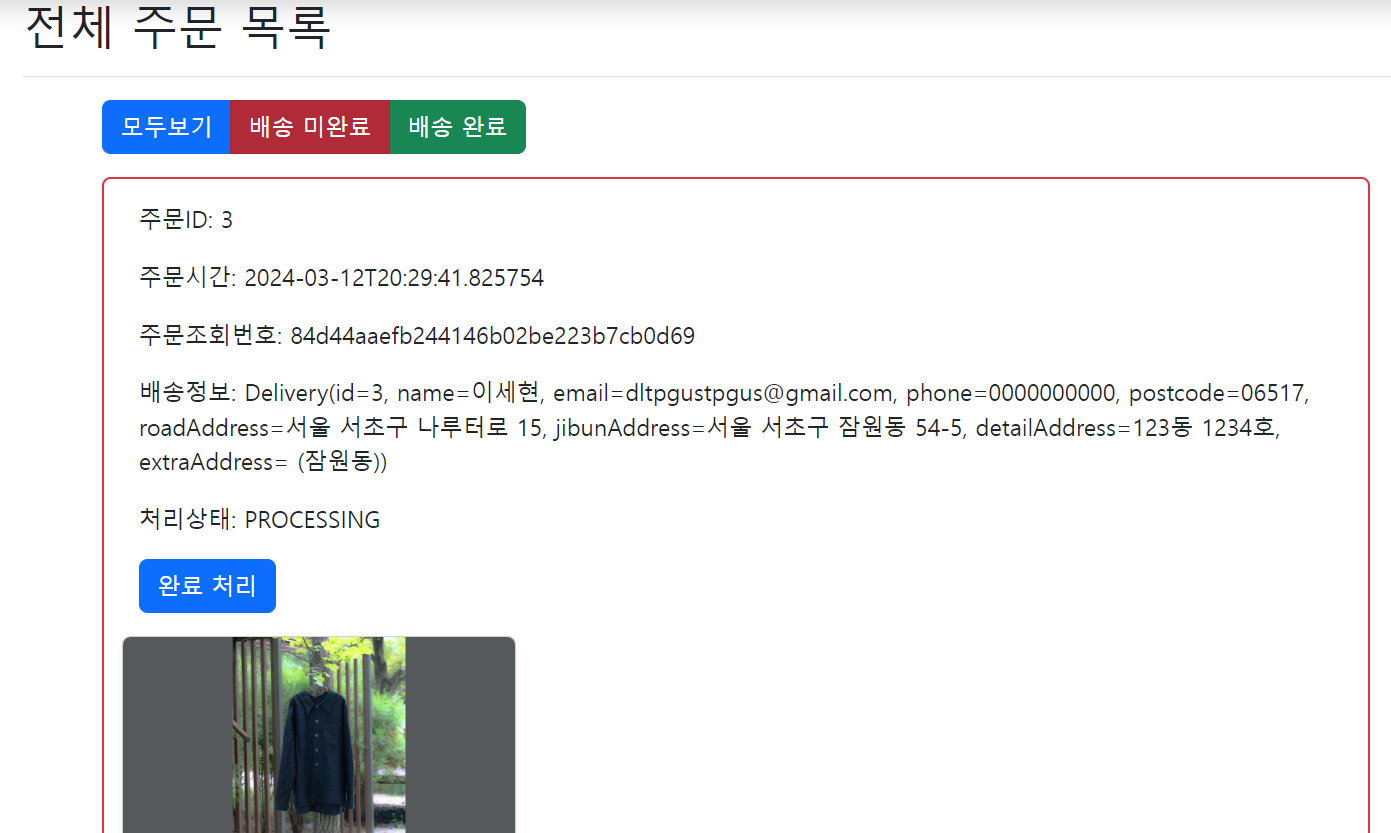 전체 주문 목록
모두보기 배송 미완료 배송 완료
주문ID: 3
주문시간: 2024-03-12T20:29:41.825754
주문조회번호: 84d44aaefb244146b02be223b7cb0d69
배송정보: Delivery(id=3, name=이세현, email=dltpgustpgus@gmail.com, phone=0000000000, postcode=06517,
roadAddress=서울 서초구 나루터로 15, jibunAddress=서울 서초구 잠원동 54-5, detailAddress=123동 1234호,
extraAddress= (잠원동))
처리상태: PROCESSING
완료 처리